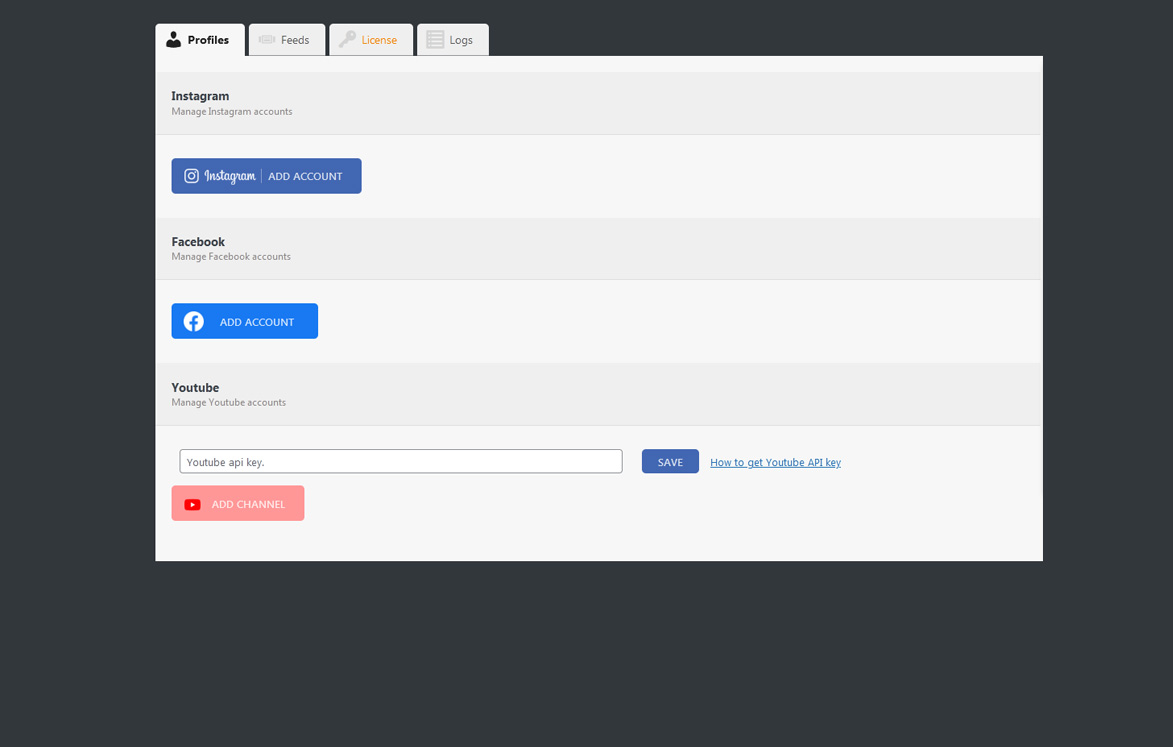 Profiles Feeds License Logs
Instagram
Manage Instagram accounts
Instagram ADD ACCOUNT
Facebook
Manage Facebook accounts
ADD ACCOUNT
Youtube
Manage Youtube accounts
Youtube api key. SAVE How to get Youtube API key
ADD CHANNEL